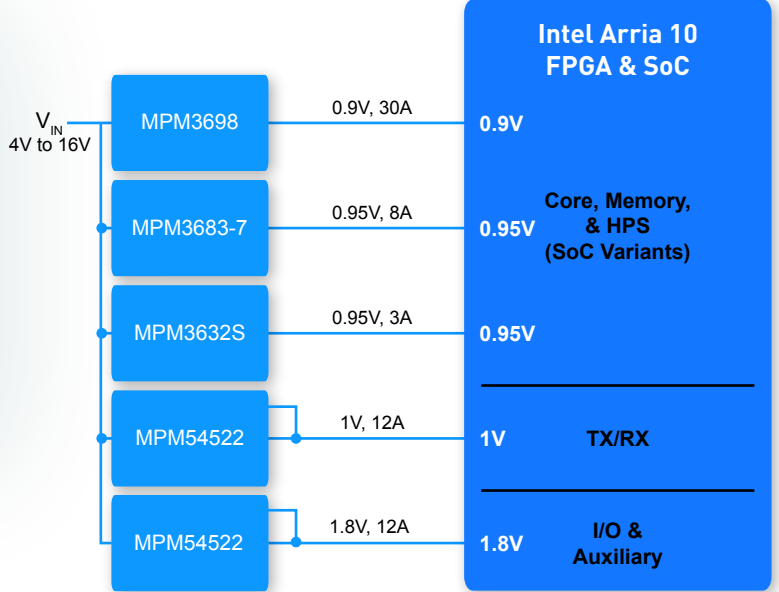 Intel Arria 10
FPGA & SoC
V_IN
4V to 16V
MPM3698
0.9V, 30A
0.9V
MPM3683-7
0.95V, 8A
0.95V
Core, Memory,
& HPS
(SoC Variants)
MPM3632S
0.95V, 3A
0.95V
MPM54522
1V, 12A
1V
TX/RX
MPM54522
1.8V, 12A
1.8V
I/O &
Auxiliary